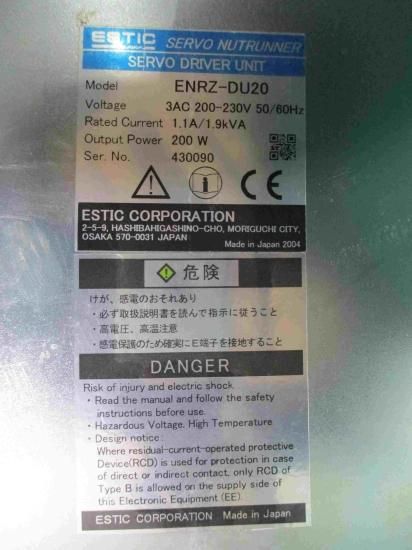 ESTIC SERVO NUTRUNNER
SERVO DRIVER UNIT
Model ENRZ-DU20
Voltage 3AC 200-230V 50/60Hz
Rated Current 1.1A/1.9kVA
Output Power 200 W
Ser. No. 430090
CE
ESTIC CORPORATION
2-5-9, HASHIBAHIGASHINO-CHO, MORIGUCHI CITY,
OSAKA 570-0031 JAPAN
Made in Japan 2004
危険
けが、感電のおそれあり
・必ず取扱説明書を読んで指示に従うこと
・高電圧、高温注意
・感電保護のため確実にE端子を接地すること
DANGER
Risk of injury and electric shock.
・Read the manual and follow the safety
instructions before use.
・Hazardous Voltage. High Temperature
・Design notice:
Where residual-current-operated protective
Device(RCD) is used for protection in case
of direct or indirect contact, only RCD of
Type B is allowed on the supply side of
this Electronic Equipment (EE).
ESTIC CORPORATION Made in Japan